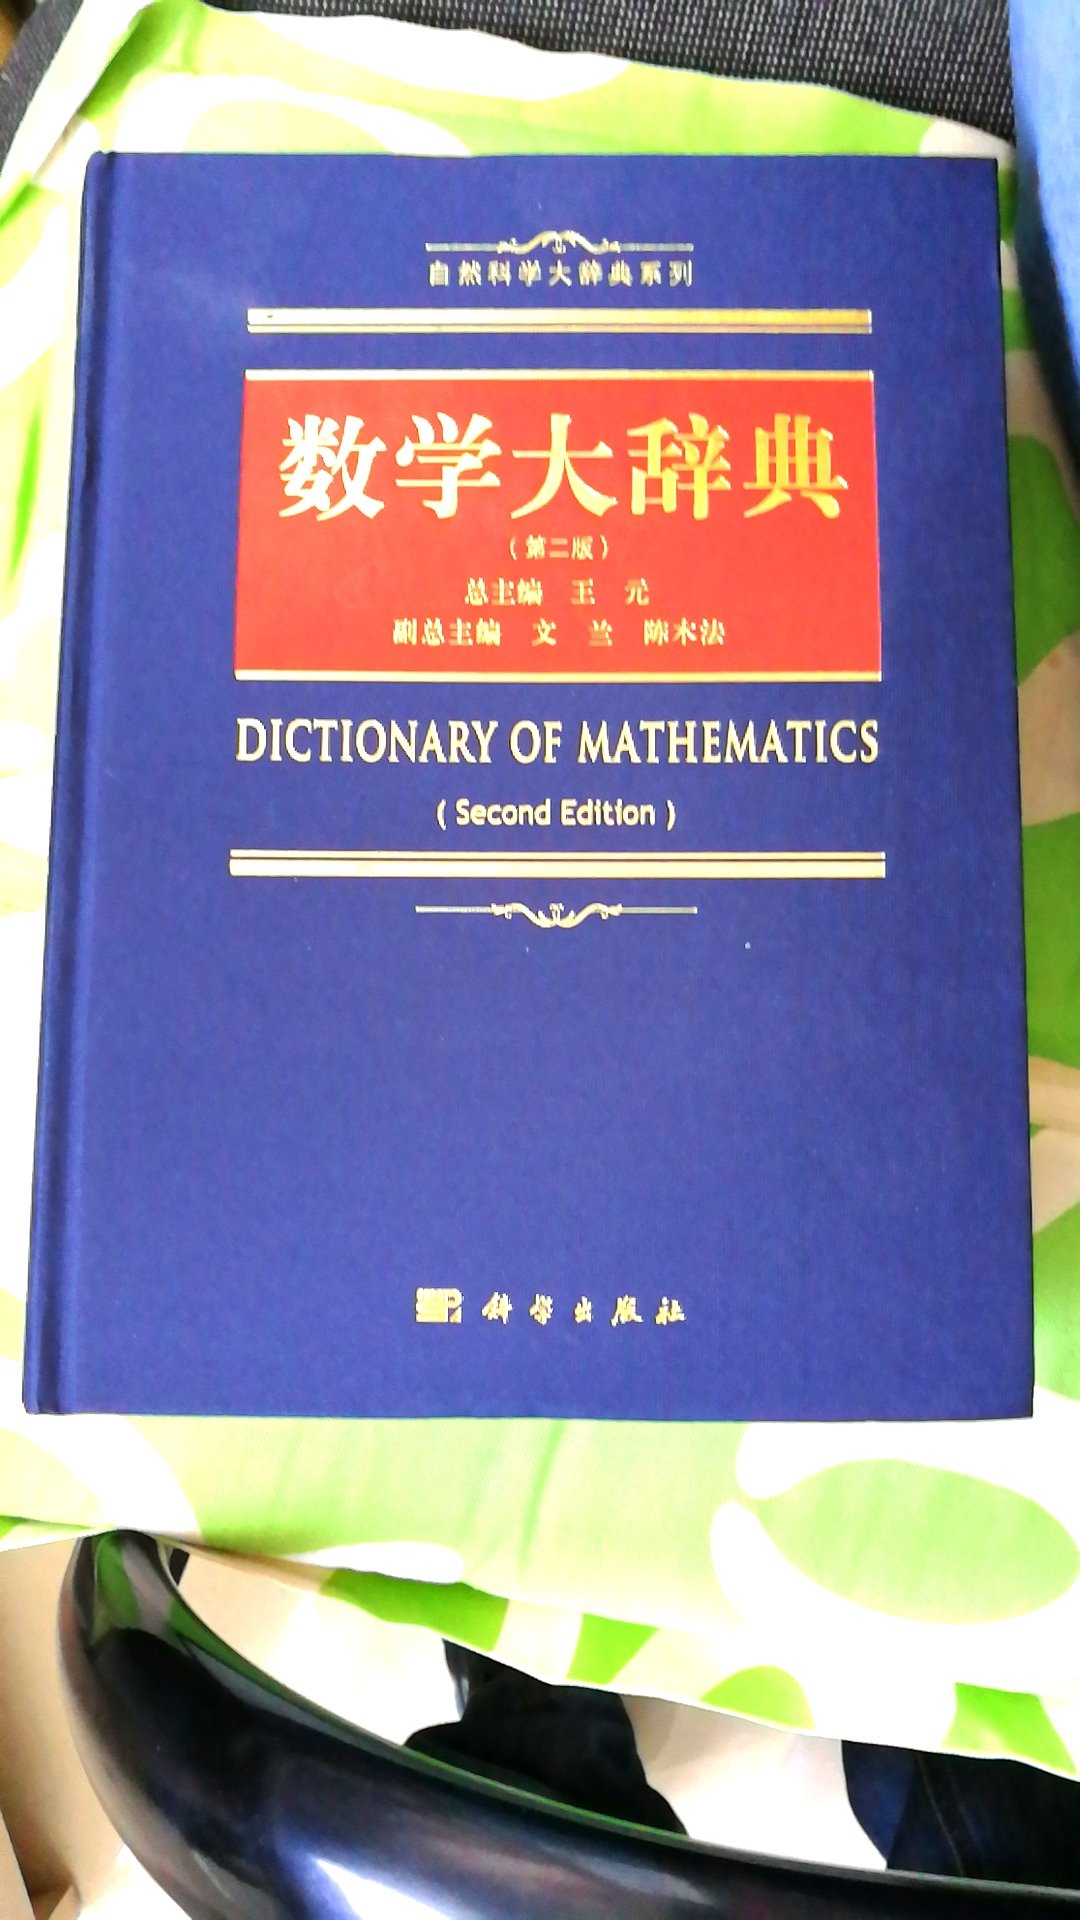 自然科学大辞典系列
数学大辞典
（第二版）
总主编 王 元
副总主编 文 兰 陈木法
DICTIONARY OF MATHEMATICS
( Second Edition )
科学出版社